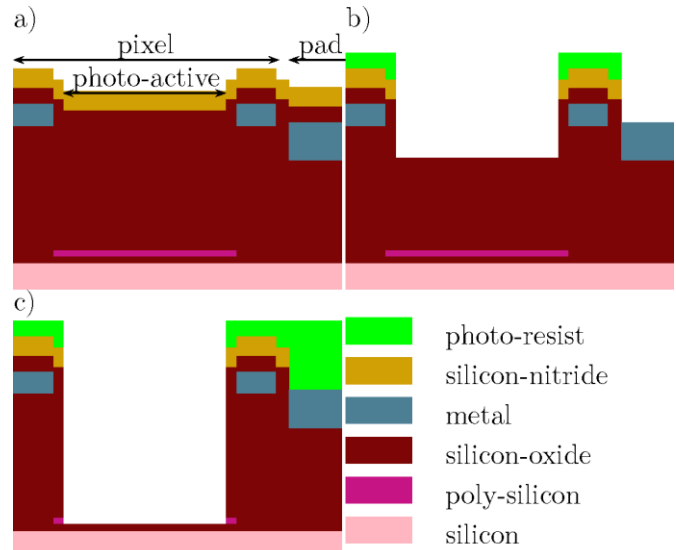 a)
pixel
pad
photo-active
b)
c)
photo-resist
silicon-nitride
metal
silicon-oxide
poly-silicon
silicon